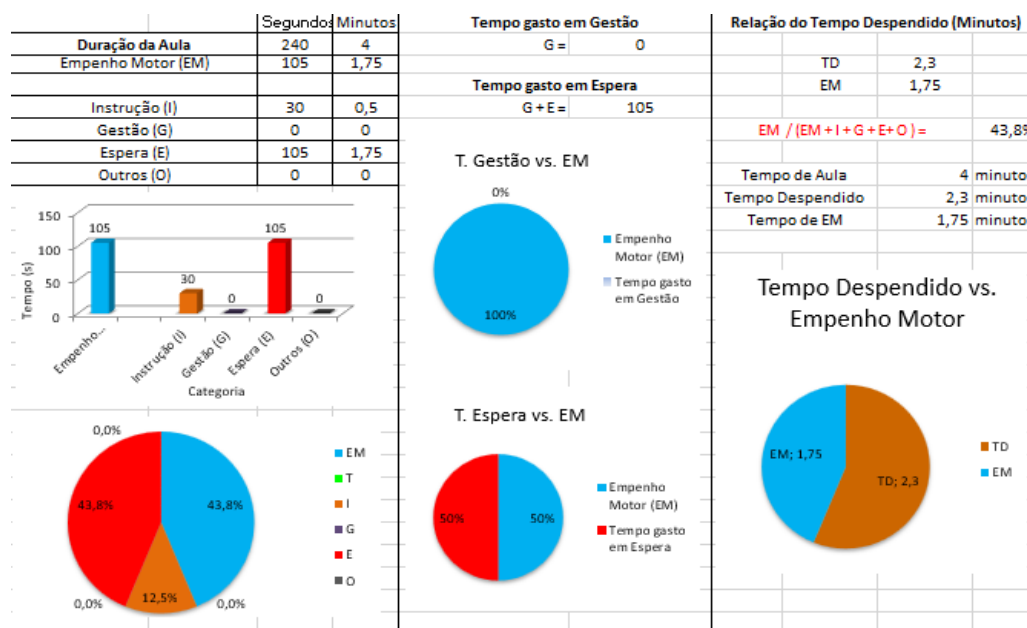 Segundos Minutos
Duração da Aula 240 4
Empenho Motor (EM) 105 1,75
Instrução (I) 30 0,5
Gestão (G) 0 0
Espera (E) 105 1,75
Outros (O) 0 0
150
100
50
0
Tempo (s)
105
30
0
105
0
Empenho...
Instrução (I)
Gestão (G)
Espera (E)
Outros (O)
Categoria
0,0%
43,8%
43,8%
0,0%
12,5%
0,0%
EM
T
I
G
E
O
Tempo gasto em Gestão
G = 0
Tempo gasto em Espera
G + E = 105
T. Gestão vs. EM
0%
100%
Empenho
Motor (EM)
Tempo gasto
em Gestão
T. Espera vs. EM
50%
50%
Empenho
Motor (EM)
Tempo gasto
em Espera
Relação do Tempo Despendido (Minutos)
TD 2,3
EM 1,75
EM / (EM + I + G + E+ O ) = 43,8%
Tempo de Aula 4 minuto
Tempo Despendido 2,3 minuto
Tempo de EM 1,75 minuto
Tempo Despendido vs.
Empenho Motor
EM; 1,75
TD; 2,3
TD
EM